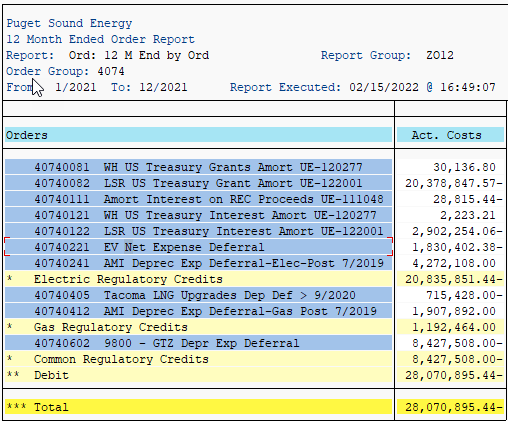 Puget Sound Energy
12 Month Ended Order Report
Report: Ord: 12 M End by Ord Report Group: ZO12
Order Group: 4074
From 1/2021 To: 12/2021 Report Executed: 02/15/2022 @ 16:49:07
Orders Act. Costs
40740081 WH US Treasury Grants Amort UE-120277 30,136.80
40740082 LSR US Treasury Grant Amort UE-122001 20,378,847.57-
40740111 Amort Interest on REC Proceeds UE-111048 28,815.44-
40740121 WH US Treasury Interest Amort UE-120277 2,223.21
40740122 LSR US Treasury Interest Amort UE-122001 2,902,254.06-
40740221 EV Net Expense Deferral 1,830,402.38-
40740241 AMI Deprec Exp Deferral-Elec-Post 7/2019 4,272,108.00
* Electric Regulatory Credits 20,835,851.44-
40740405 Tacoma LNG Upgrades Dep Def > 9/2020 715,428.00-
40740412 AMI Deprec Exp Deferral-Gas Post 7/2019 1,907,892.00
* Gas Regulatory Credits 1,192,464.00
40740602 9800 - GTZ Depr Exp Deferral 8,427,508.00-
* Common Regulatory Credits 8,427,508.00-
** Debit 28,070,895.44-
*** Total 28,070,895.44-